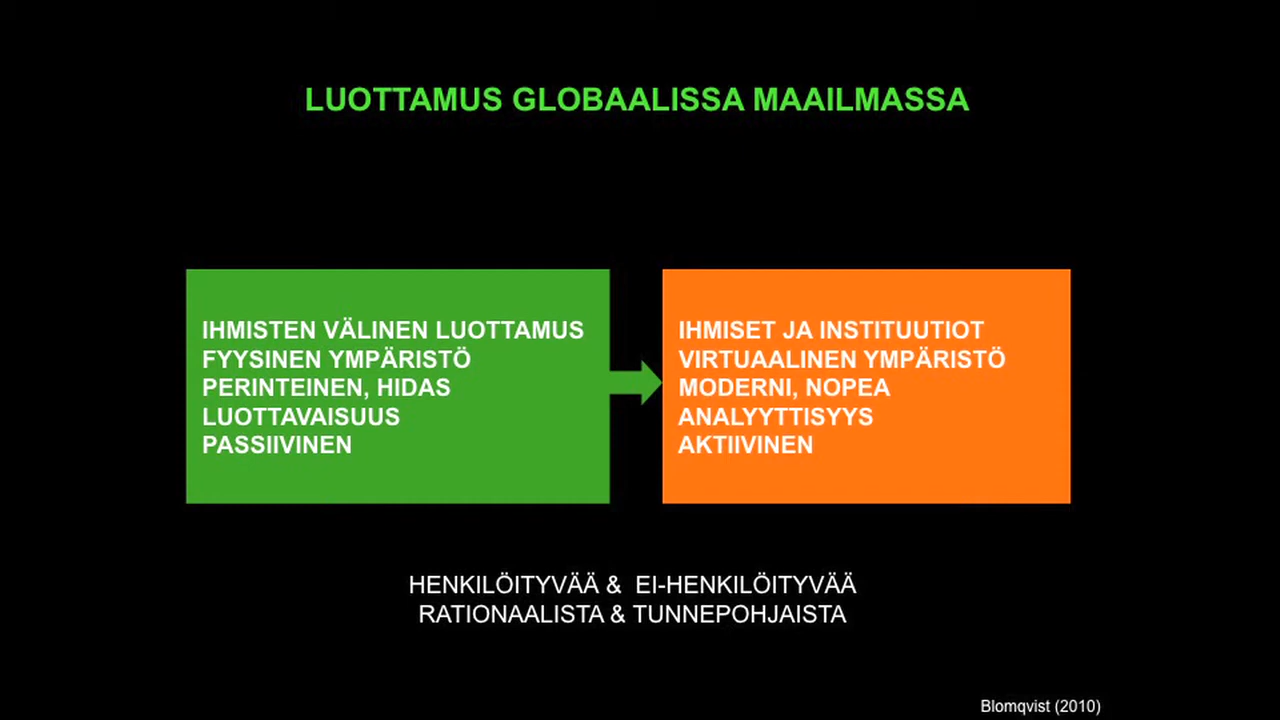 LUOTTAMUS GLOBAALISSA MAAILMASSA
IHMISTEN VÄLINEN LUOTTAMUS
FYYSINEN YMPÄRISTÖ
PERINTEINEN, HIDAS
LUOTTAVAISUUS
PASSIIVINEN
IHMISET JA INSTITUUTIOT
VIRTUAALINEN YMPÄRISTÖ
MODERNI, NOPEA
ANALYYTTISYYS
AKTIIVINEN
HENKILÖITYVÄÄ & EI-HENKILÖITYVÄÄ
RATIONAALISTA & TUNNEPOHJAISTA
Blomqvist (2010)